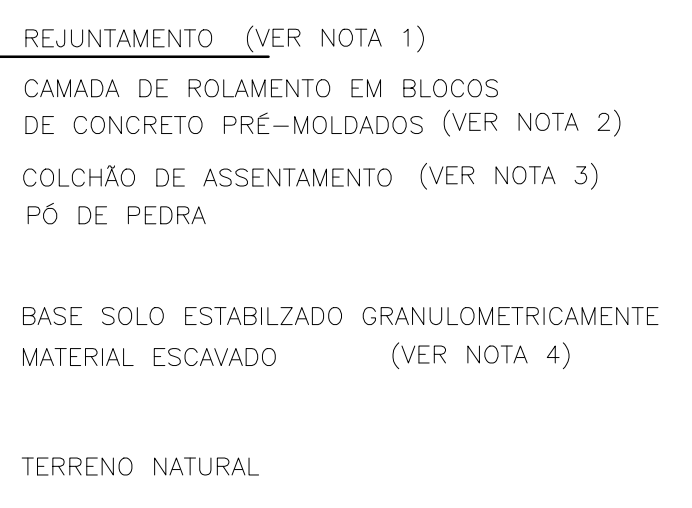 REJUNTAMENTO (VER NOTA 1)
CAMADA DE ROLAMENTO EM BLOCOS
DE CONCRETO PRÉ-MOLDADOS (VER NOTA 2)
COLCHÃO DE ASSENTAMENTO (VER NOTA 3)
PÓ DE PEDRA
BASE SOLO ESTABILZADO GRANULOMETRICAMENTE
MATERIAL ESCAVADO (VER NOTA 4)
TERRENO NATURAL